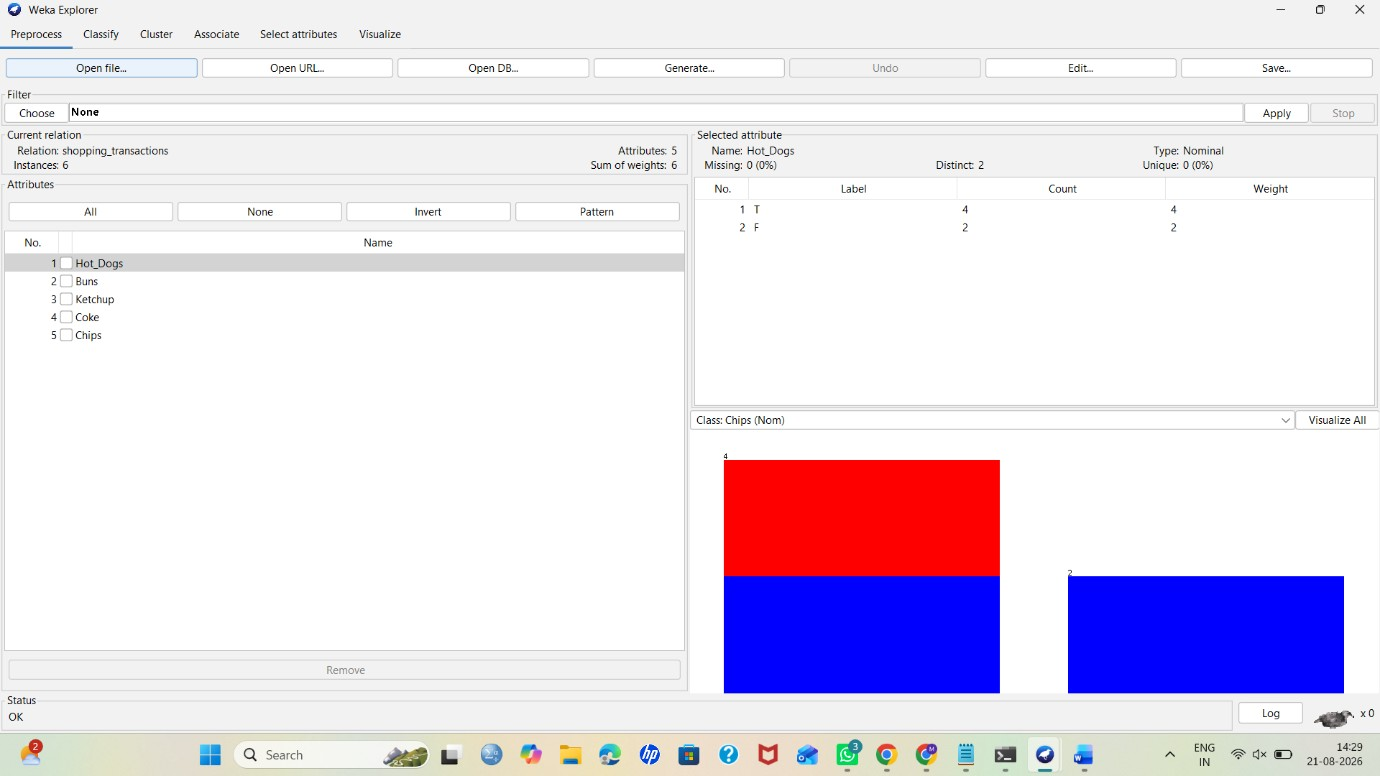 Weka Explorer
Preprocess Classify Cluster Associate Select attributes Visualize
Open file... Open URL... Open DB... Generate... Undo Edit... Save...
Filter
Choose None Apply Stop
Current relation
Relation: shopping_transactions Attributes: 5
Instances: 6 Sum of weights: 6
Attributes
All None Invert Pattern
No. Name
1 Hot_Dogs
2 Buns
3 Ketchup
4 Coke
5 Chips
Remove
Selected attribute
Name: Hot_Dogs Type: Nominal
Missing: 0 (0%) Distinct: 2 Unique: 0 (0%)
No. Label Count Weight
1 T 4 4
2 F 2 2
Class: Chips (Nom) Visualize All
4
2
Status
OK
Log x 0
2 Search 3 ENG 14:29
IN 21-08-2026